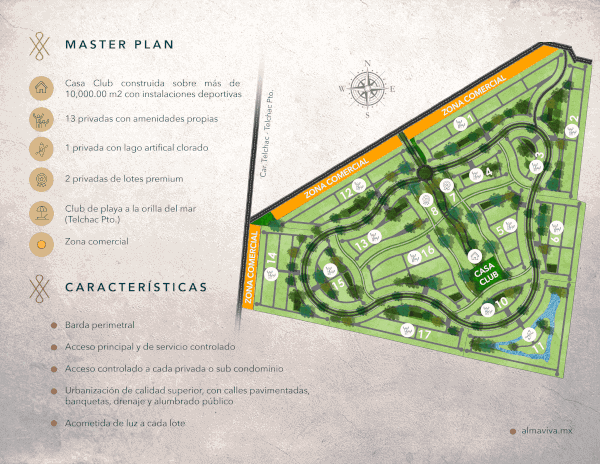 MASTER PLAN
Casa Club construida sobre más de
10,000.00 m2 con instalaciones deportivas
13 privadas con amenidades propias
1 privada con lago artifical clorado
2 privadas de lotes premium
Club de playa a la orilla del mar
(Telchac Pto.)
Zona comercial
CARACTERÍSTICAS
Barda perimetral
Acceso principal y de servicio controlado
Acceso controlado a cada privada o sub condominio
Urbanización de calidad superior, con calles pavimentadas,
banquetas, drenaje y alumbrado público
Acometida de luz a cada lote
Car. Telchac - Telchac Pto.
N
W
E
S
ZONA COMERCIAL
ZONA COMERCIAL
ZONA COMERCIAL
1
2
3
4
5
6
7
8
10
11
12
13
14
15
16
17
CASA
CLUB
almaviva.mx